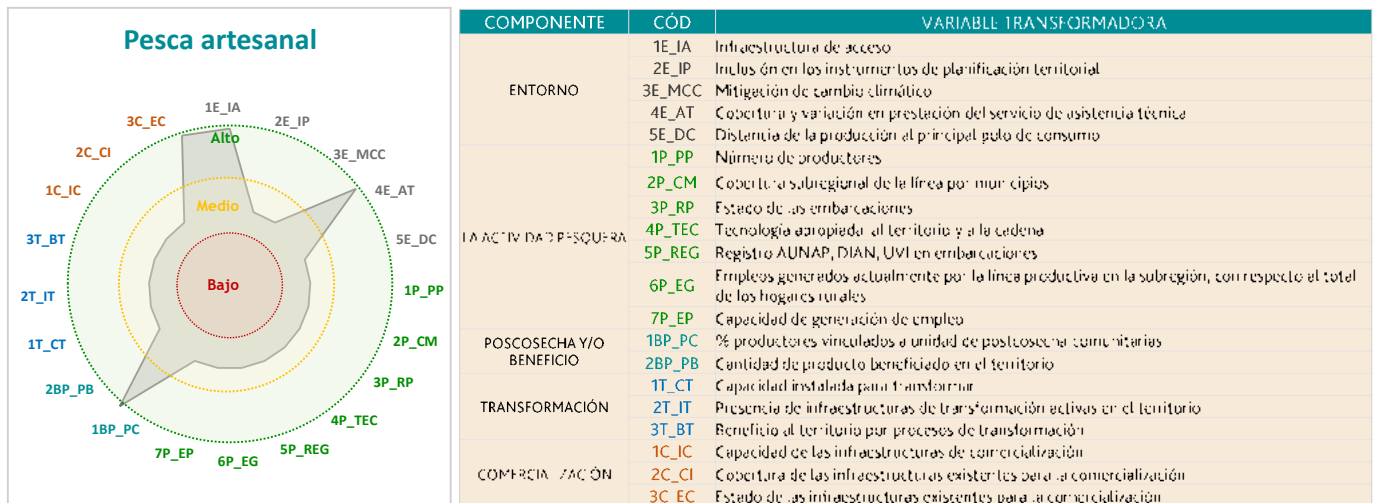 Pesca artesanal
1E_IA
2E_IP
3E_MCC
4E_AT
5E_DC
1P_PP
2P_CM
3P_RP
4P_TEC
5P_REG
6P_EG
7P_EP
1BP_PC
2BP_PB
1T_CT
2T_IT
3T_BT
1C_IC
2C_CI
3C_EC
Alto
Medio
Bajo
COMPONENTE CÓD VARIABLE TRANSFORMADORA
ENTORNO
1E_IA Infraestructura de acceso
2E_IP Inclusión en los instrumentos de planificación territorial
3E_MCC Mitigación de cambio climático
4E_AT Cobertura y variación en prestación del servicio de asistencia técnica
5E_DC Distancia de la producción al principal polo de consumo
LA ACTIVIDAD PESQUERA
1P_PP Número de productores
2P_CM Cobertura subregional de la línea por municipios
3P_RP Estado de las embarcaciones
4P_TEC Tecnología apropiada al territorio y a la cadena
5P_REG Registro AUNAP, DIAN, UVI en embarcaciones
6P_EG Empleos generados actualmente por la línea productiva en la subregión, con respecto al total
de los hogares rurales
7P_EP Capacidad de generación de empleo
POSCOSECHA Y/O
BENEFICIO
1BP_PC % productores vinculados a unidad de postcosecha comunitarias
2BP_PB Cantidad de producto beneficiado en el territorio
TRANSFORMACIÓN
1T_CT Capacidad instalada para transformar
2T_IT Presencia de infraestructuras de transformación activas en el territorio
3T_BT Beneficio al territorio por procesos de transformación
COMERCIALIZACIÓN
1C_IC Capacidad de las infraestructuras de comercialización
2C_CI Cobertura de las infraestructuras existentes para la comercialización
3C_EC Estado de las infraestructuras existentes para la comercialización